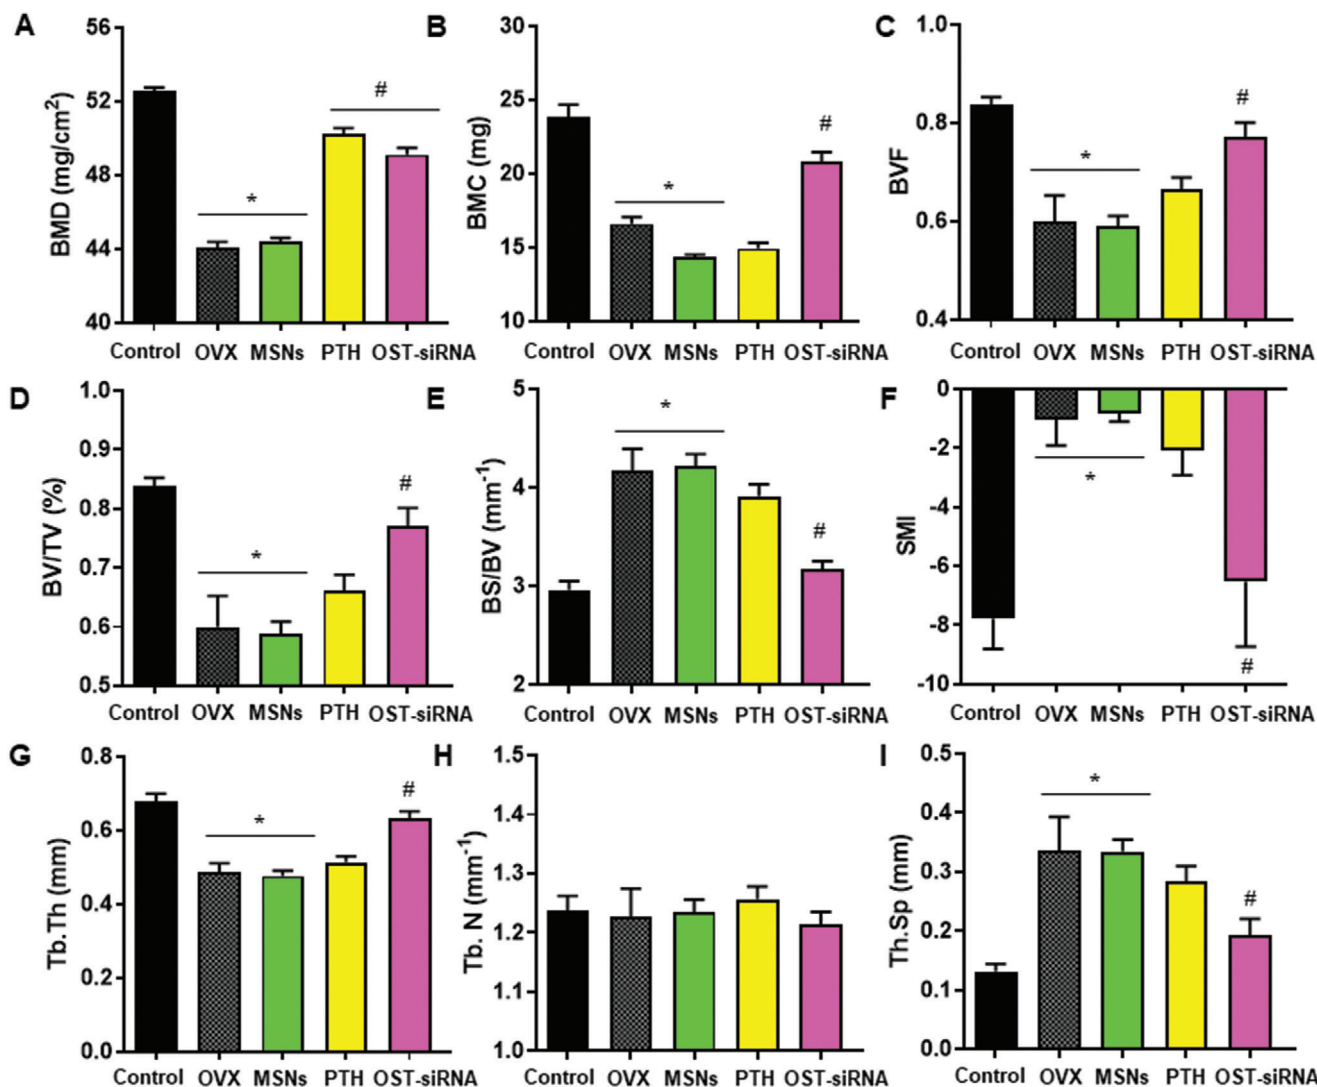 A
BMD (mg/cm2)
56
52
48
44
40
*
#
Control OVX MSNs PTH OST-siRNA
B
BMC (mg)
30
25
20
15
10
*
#
Control OVX MSNs PTH OST-siRNA
C
BVF
1.0
0.8
0.6
0.4
*
#
Control OVX MSNs PTH OST-siRNA
D
BV/TV (%)
1.0
0.9
0.8
0.7
0.6
0.5
*
#
Control OVX MSNs PTH OST-siRNA
E
BS/BV (mm-1)
5
4
3
2
*
#
Control OVX MSNs PTH OST-siRNA
F
SMI
0
-2
-4
-6
-8
-10
*
#
Control OVX MSNs PTH OST-siRNA
G
Tb.Th (mm)
0.8
0.6
0.4
0.2
0.0
*
#
Control OVX MSNs PTH OST-siRNA
H
Tb. N (mm-1)
1.5
1.4
1.3
1.2
1.1
1.0
Control OVX MSNs PTH OST-siRNA
I
Th.Sp (mm)
0.5
0.4
0.3
0.2
0.1
0.0
*
#
Control OVX MSNs PTH OST-siRNA